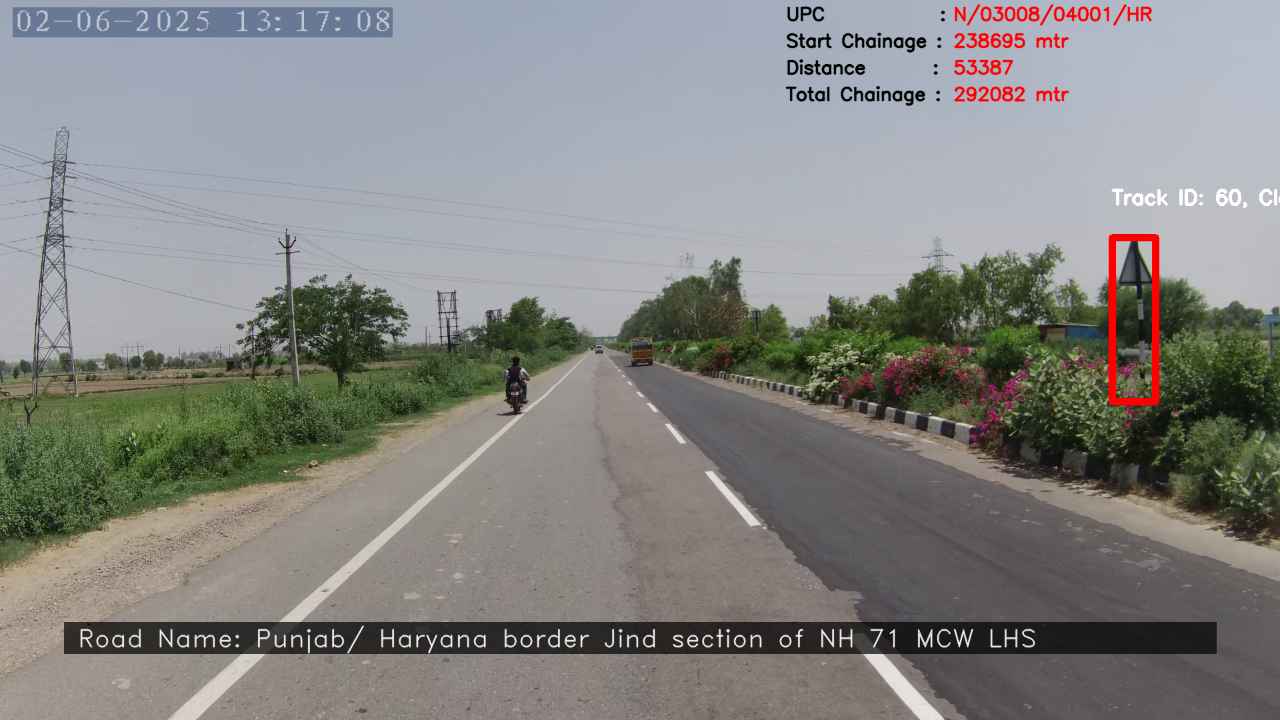 02-06-2025 13:17:08
UPC : N/03008/04001/HR
Start Chainage : 238695 mtr
Distance : 53387
Total Chainage : 292082 mtr
Track ID: 60,
Road Name: Punjab/ Haryana border Jind section of NH 71 MCW LHS